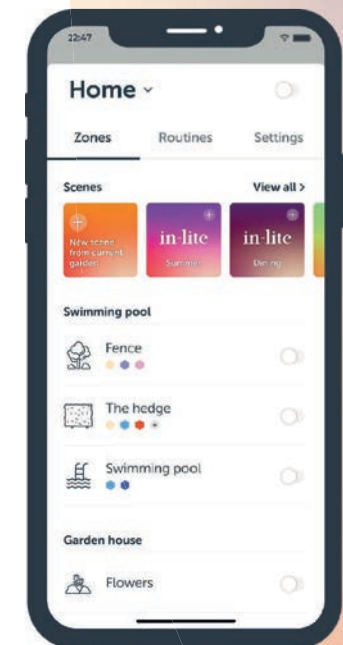 22:47
Home
Zones Routines Settings
Scenes View all >
New scene
from current
garden
in-lite
Summer
in-lite
Dining
Swimming pool
Fence
The hedge
Swimming pool
Garden house
Flowers